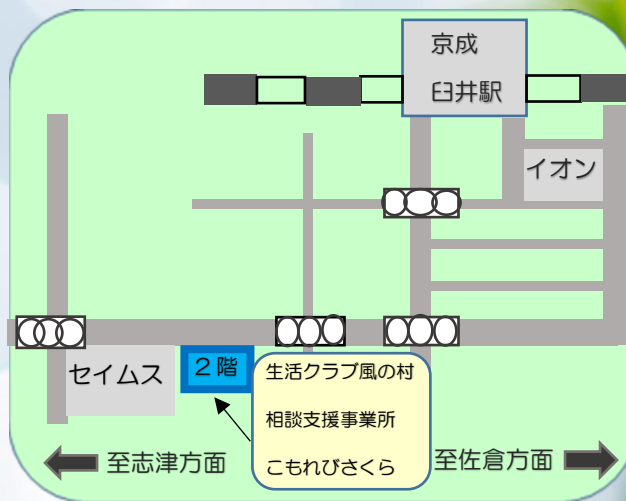 京成
臼井駅
イオン
セイムス
２階
生活クラブ風の村
相談支援事業所
こもれびさくら
至志津方面
至佐倉方面